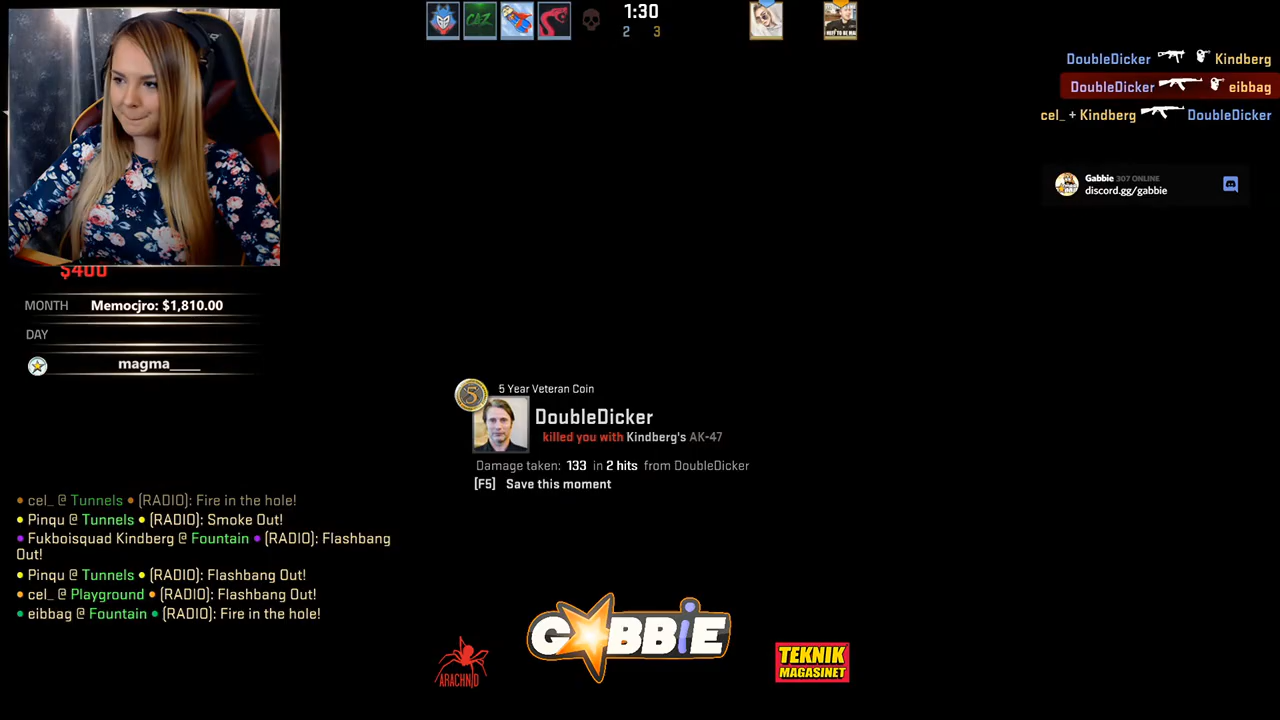 1:30
2 3
DoubleDicker Kindberg
DoubleDicker eibbag
cel_ + Kindberg DoubleDicker
Gabbie 307 ONLINE
discord.gg/gabbie
$400
MONTH Memocjro: $1,810.00
DAY
magma____
5 Year Veteran Coin
DoubleDicker
killed you with Kindberg's AK-47
Damage taken: 133 in 2 hits from DoubleDicker
[F5] Save this moment
• cel_ @ Tunnels • (RADIO): Fire in the hole!
• Pinqu @ Tunnels • (RADIO): Smoke Out!
• Fukboisquad Kindberg @ Fountain • (RADIO): Flashbang
Out!
• Pinqu @ Tunnels • (RADIO): Flashbang Out!
• cel_ @ Playground • (RADIO): Flashbang Out!
• eibbag @ Fountain • (RADIO): Fire in the hole!
GABBIE
ARACHNID
TEKNIK
MAGASINET